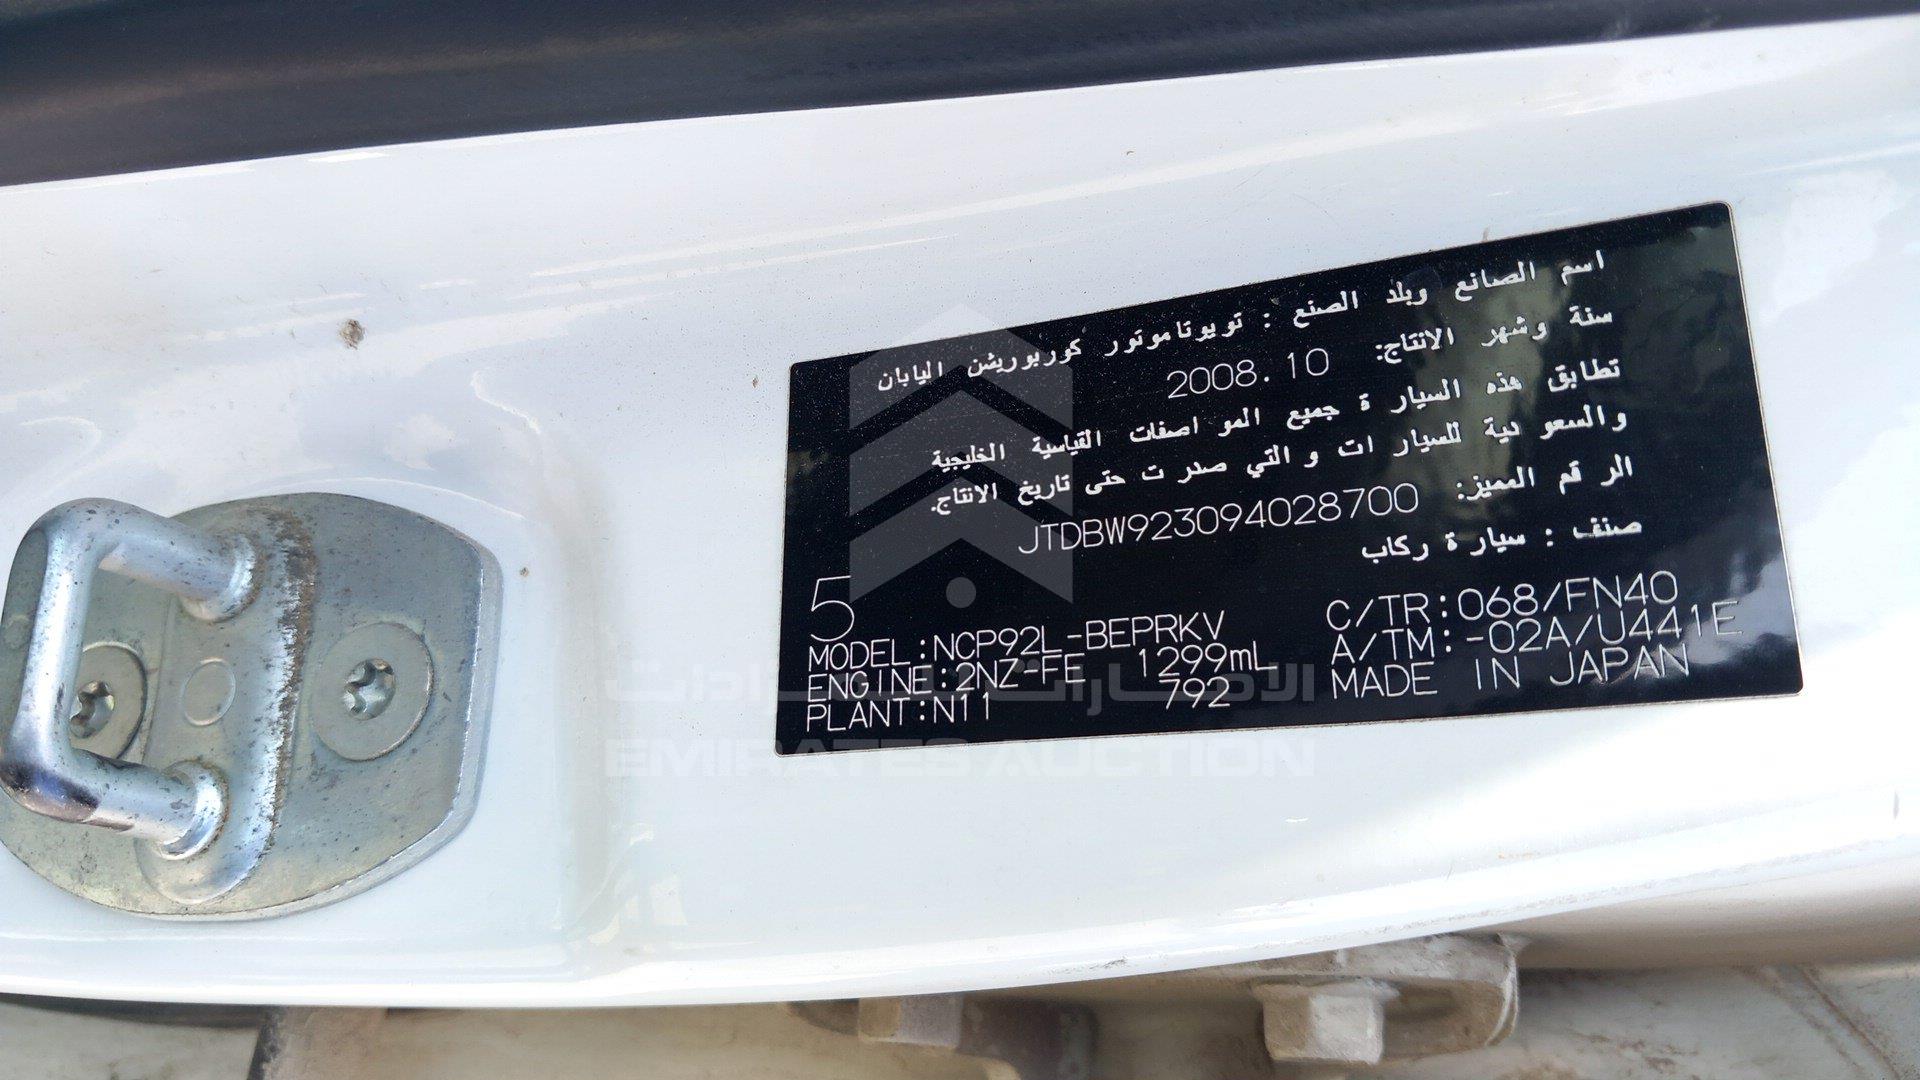 اسم الصانع وبلد الصنع : تويوتاموتور كوربوريشن اليابان
سنة وشهر الانتاج: 2008.10
تطابق هذه السيارة جميع المواصفات القياسية الخليجية
والسعودية للسيارات والتي صدرت حتى تاريخ الانتاج.
الرقم المميز: JTDBW923094028700
صنف : سيارة ركاب
5
MODEL:NCP92L-BEPRKV C/TR:068/FN40
ENGINE:2NZ-FE 1299mL A/TM:-02A/U441E
PLANT:N11 792 MADE IN JAPAN
الإمارات للمزادات
EMIRATES AUCTION